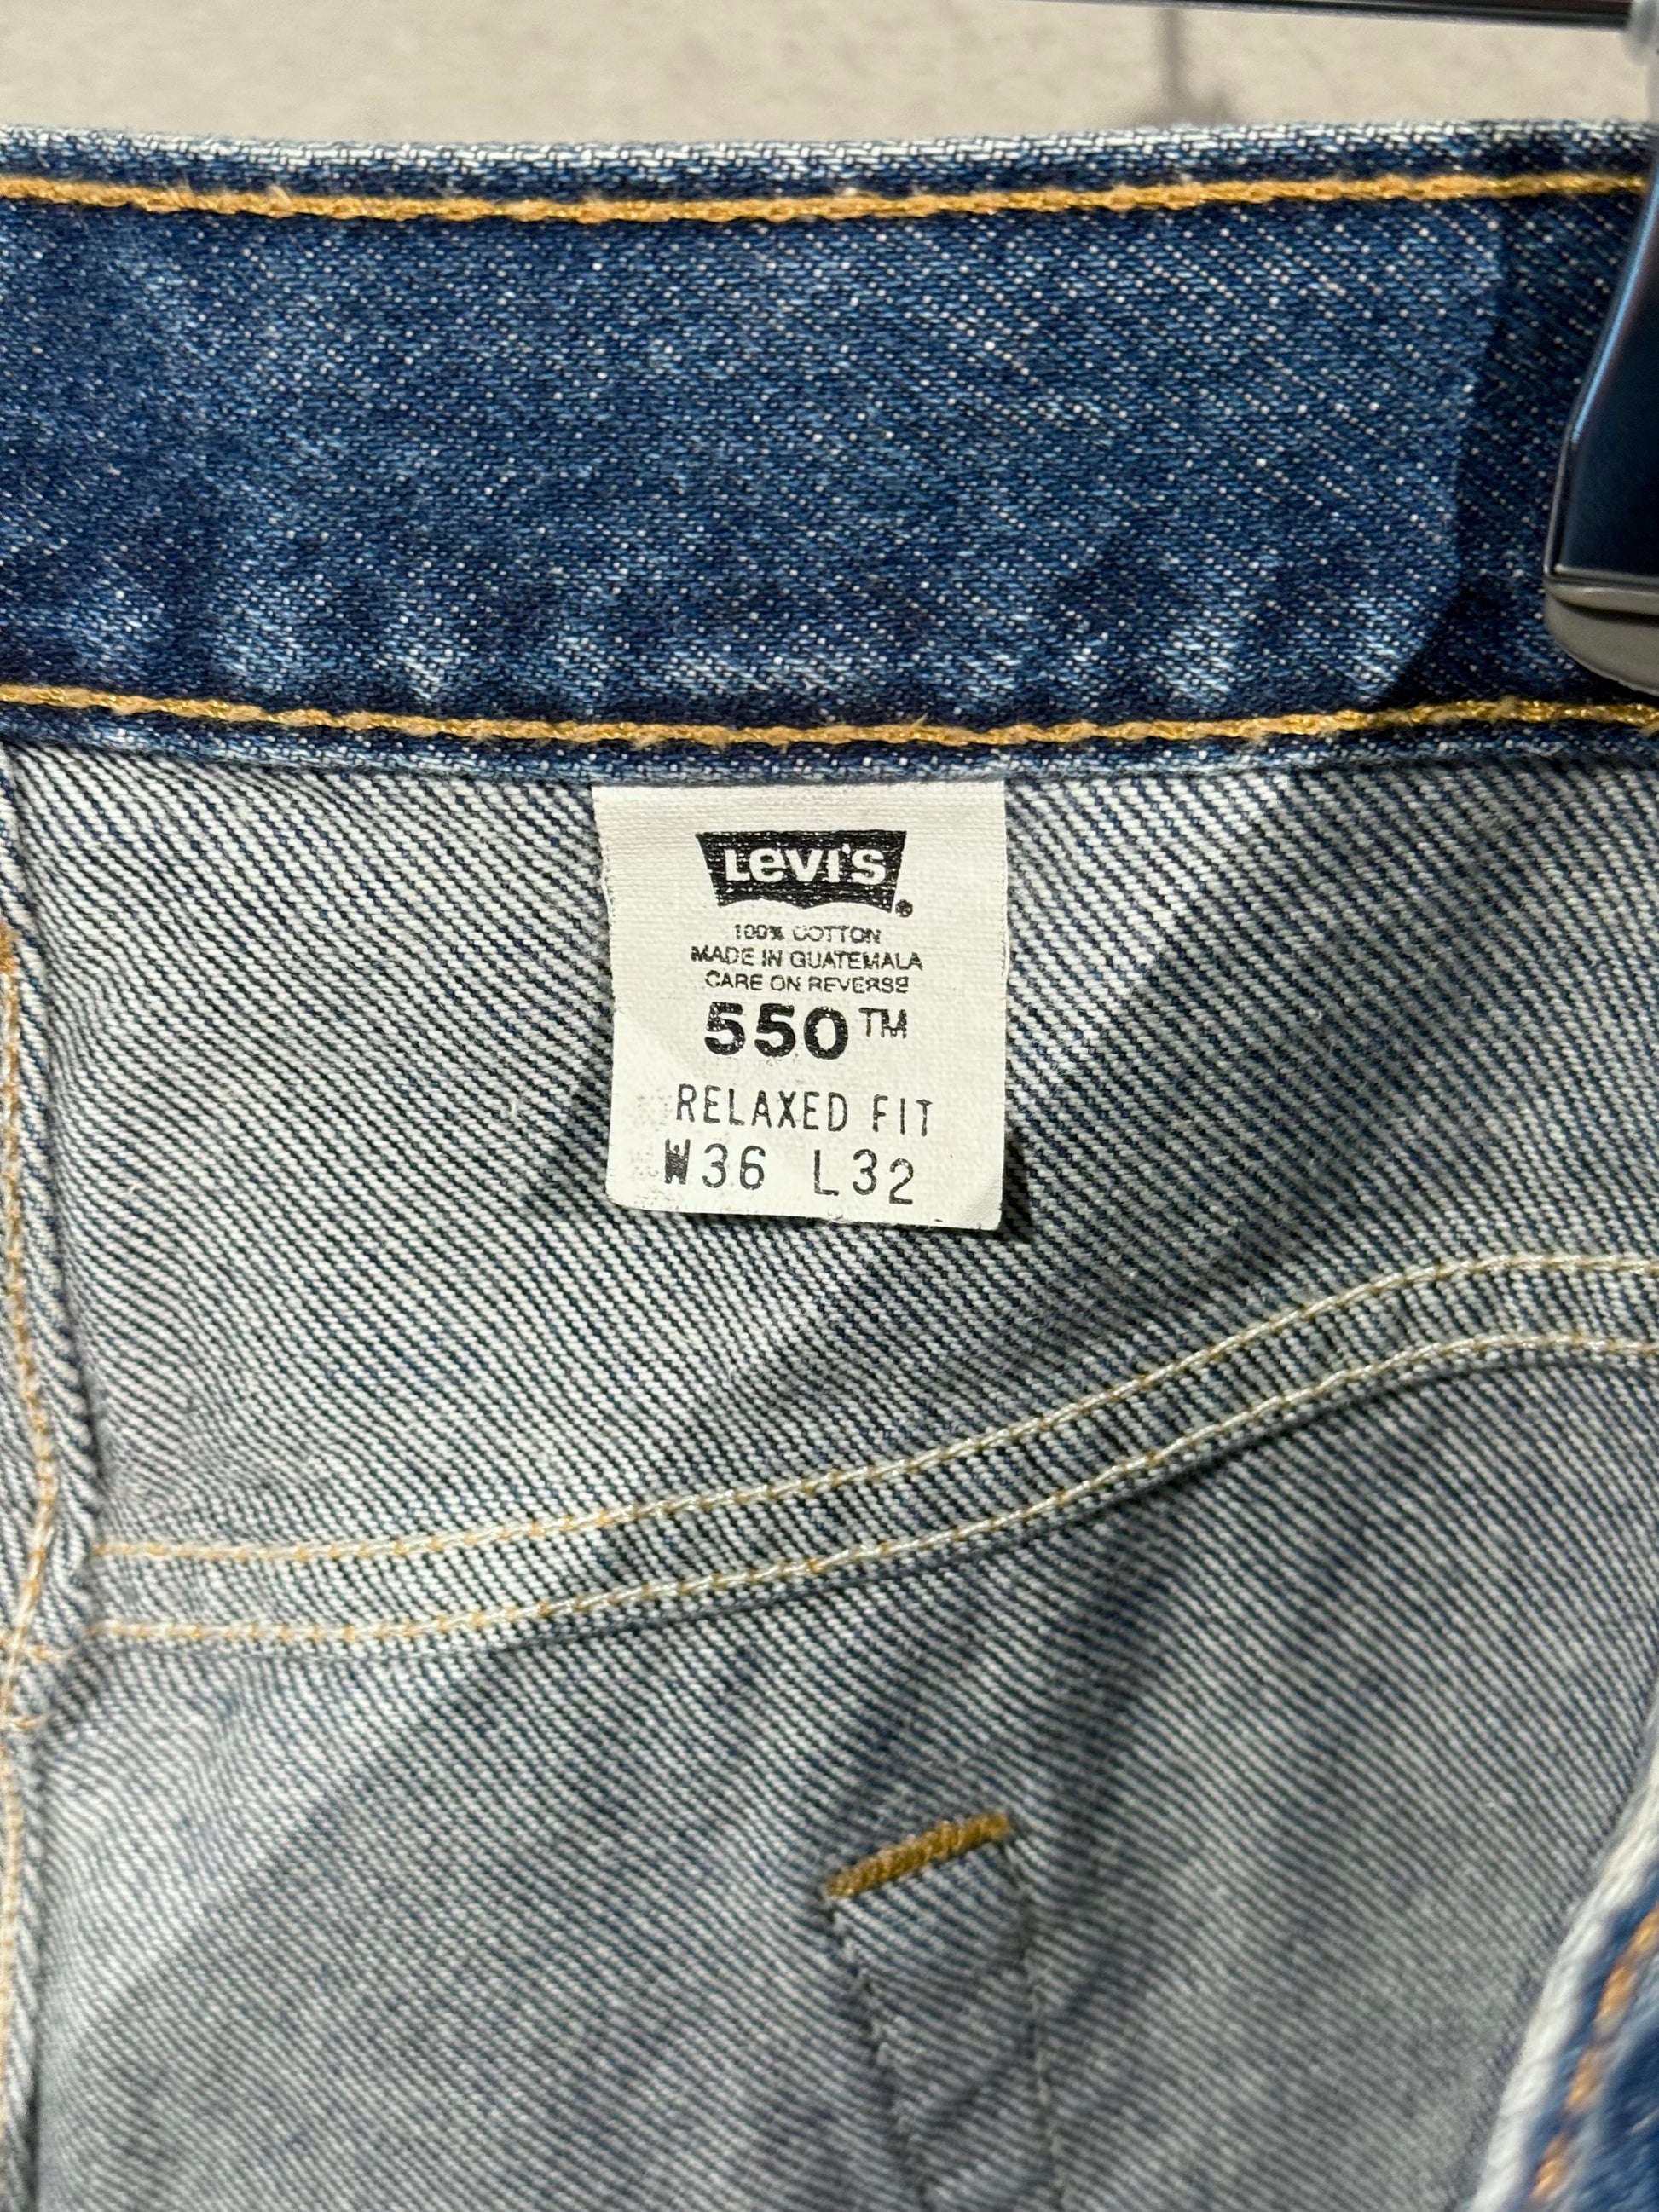 Levi's
100% COTTON
MADE IN GUATEMALA
CARE ON REVERSE
550™
RELAXED FIT
W36 L32